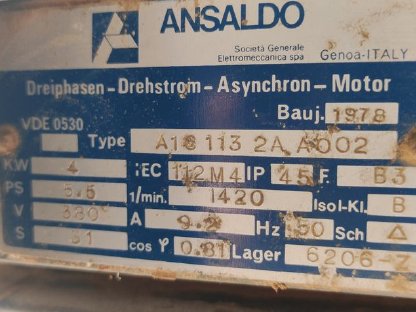 ANSALDO
Società Generale
Elettromeccanica spa Genoa-ITALY
Dreiphasen-Drehstrom-Asynchron-Motor
VDE 0530 Bauj. 1978
Type A1C 113 2A A002
KW 4 IEC 112M4 IP 45 F. B3
PS 5.5 1/min. 1420 Isol-Kl. B
V 380 A 9.2 Hz 50 Sch Δ
S S1 cos φ 0.81 Lager 6206-Z